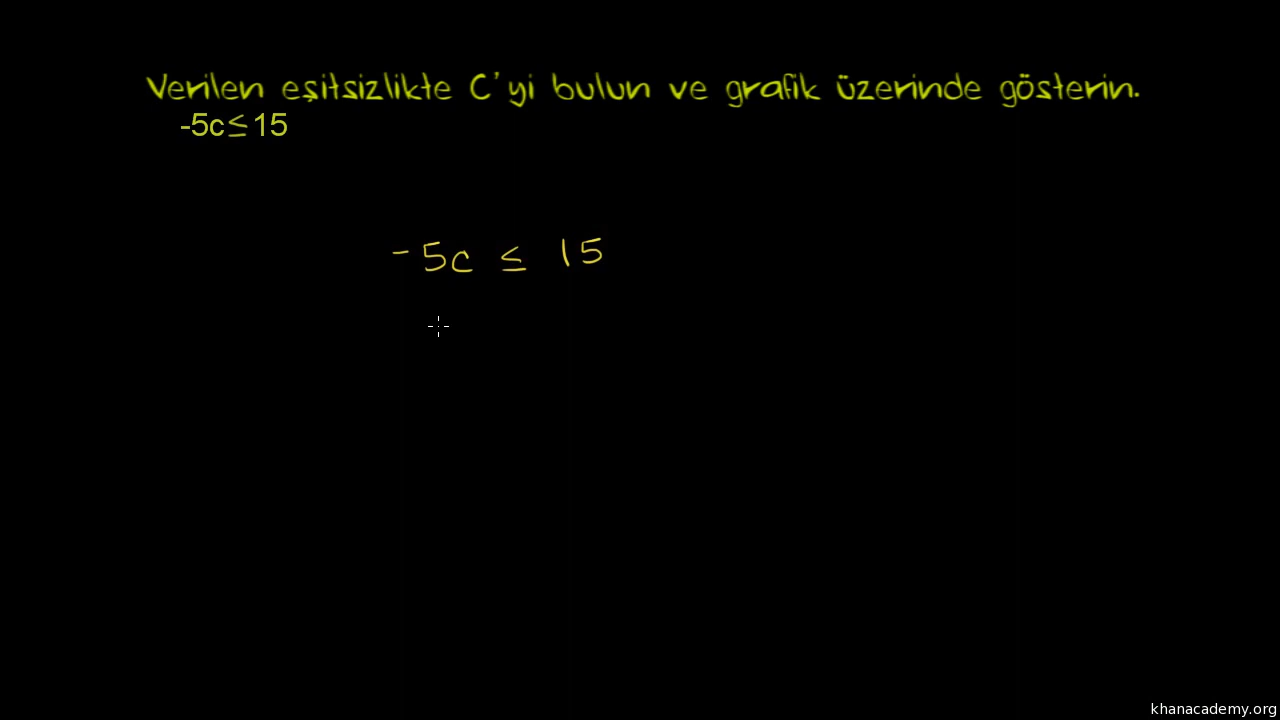 Verilen eşitsizlikte C'yi bulun ve grafik üzerinde gösterin.
-5c≤15
-5c ≤ 15
khanacademy.org